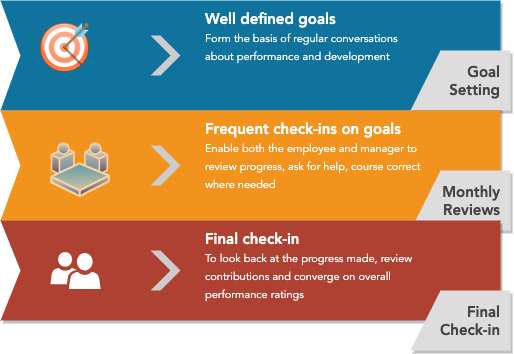 Well defined goals
Form the basis of regular conversations
about performance and development
Goal
Setting
Frequent check-ins on goals
Enable both the employee and manager to
review progress, ask for help, course correct
where needed
Monthly
Reviews
Final check-in
To look back at the progress made, review
contributions and converge on overall
performance ratings
Final
Check-in